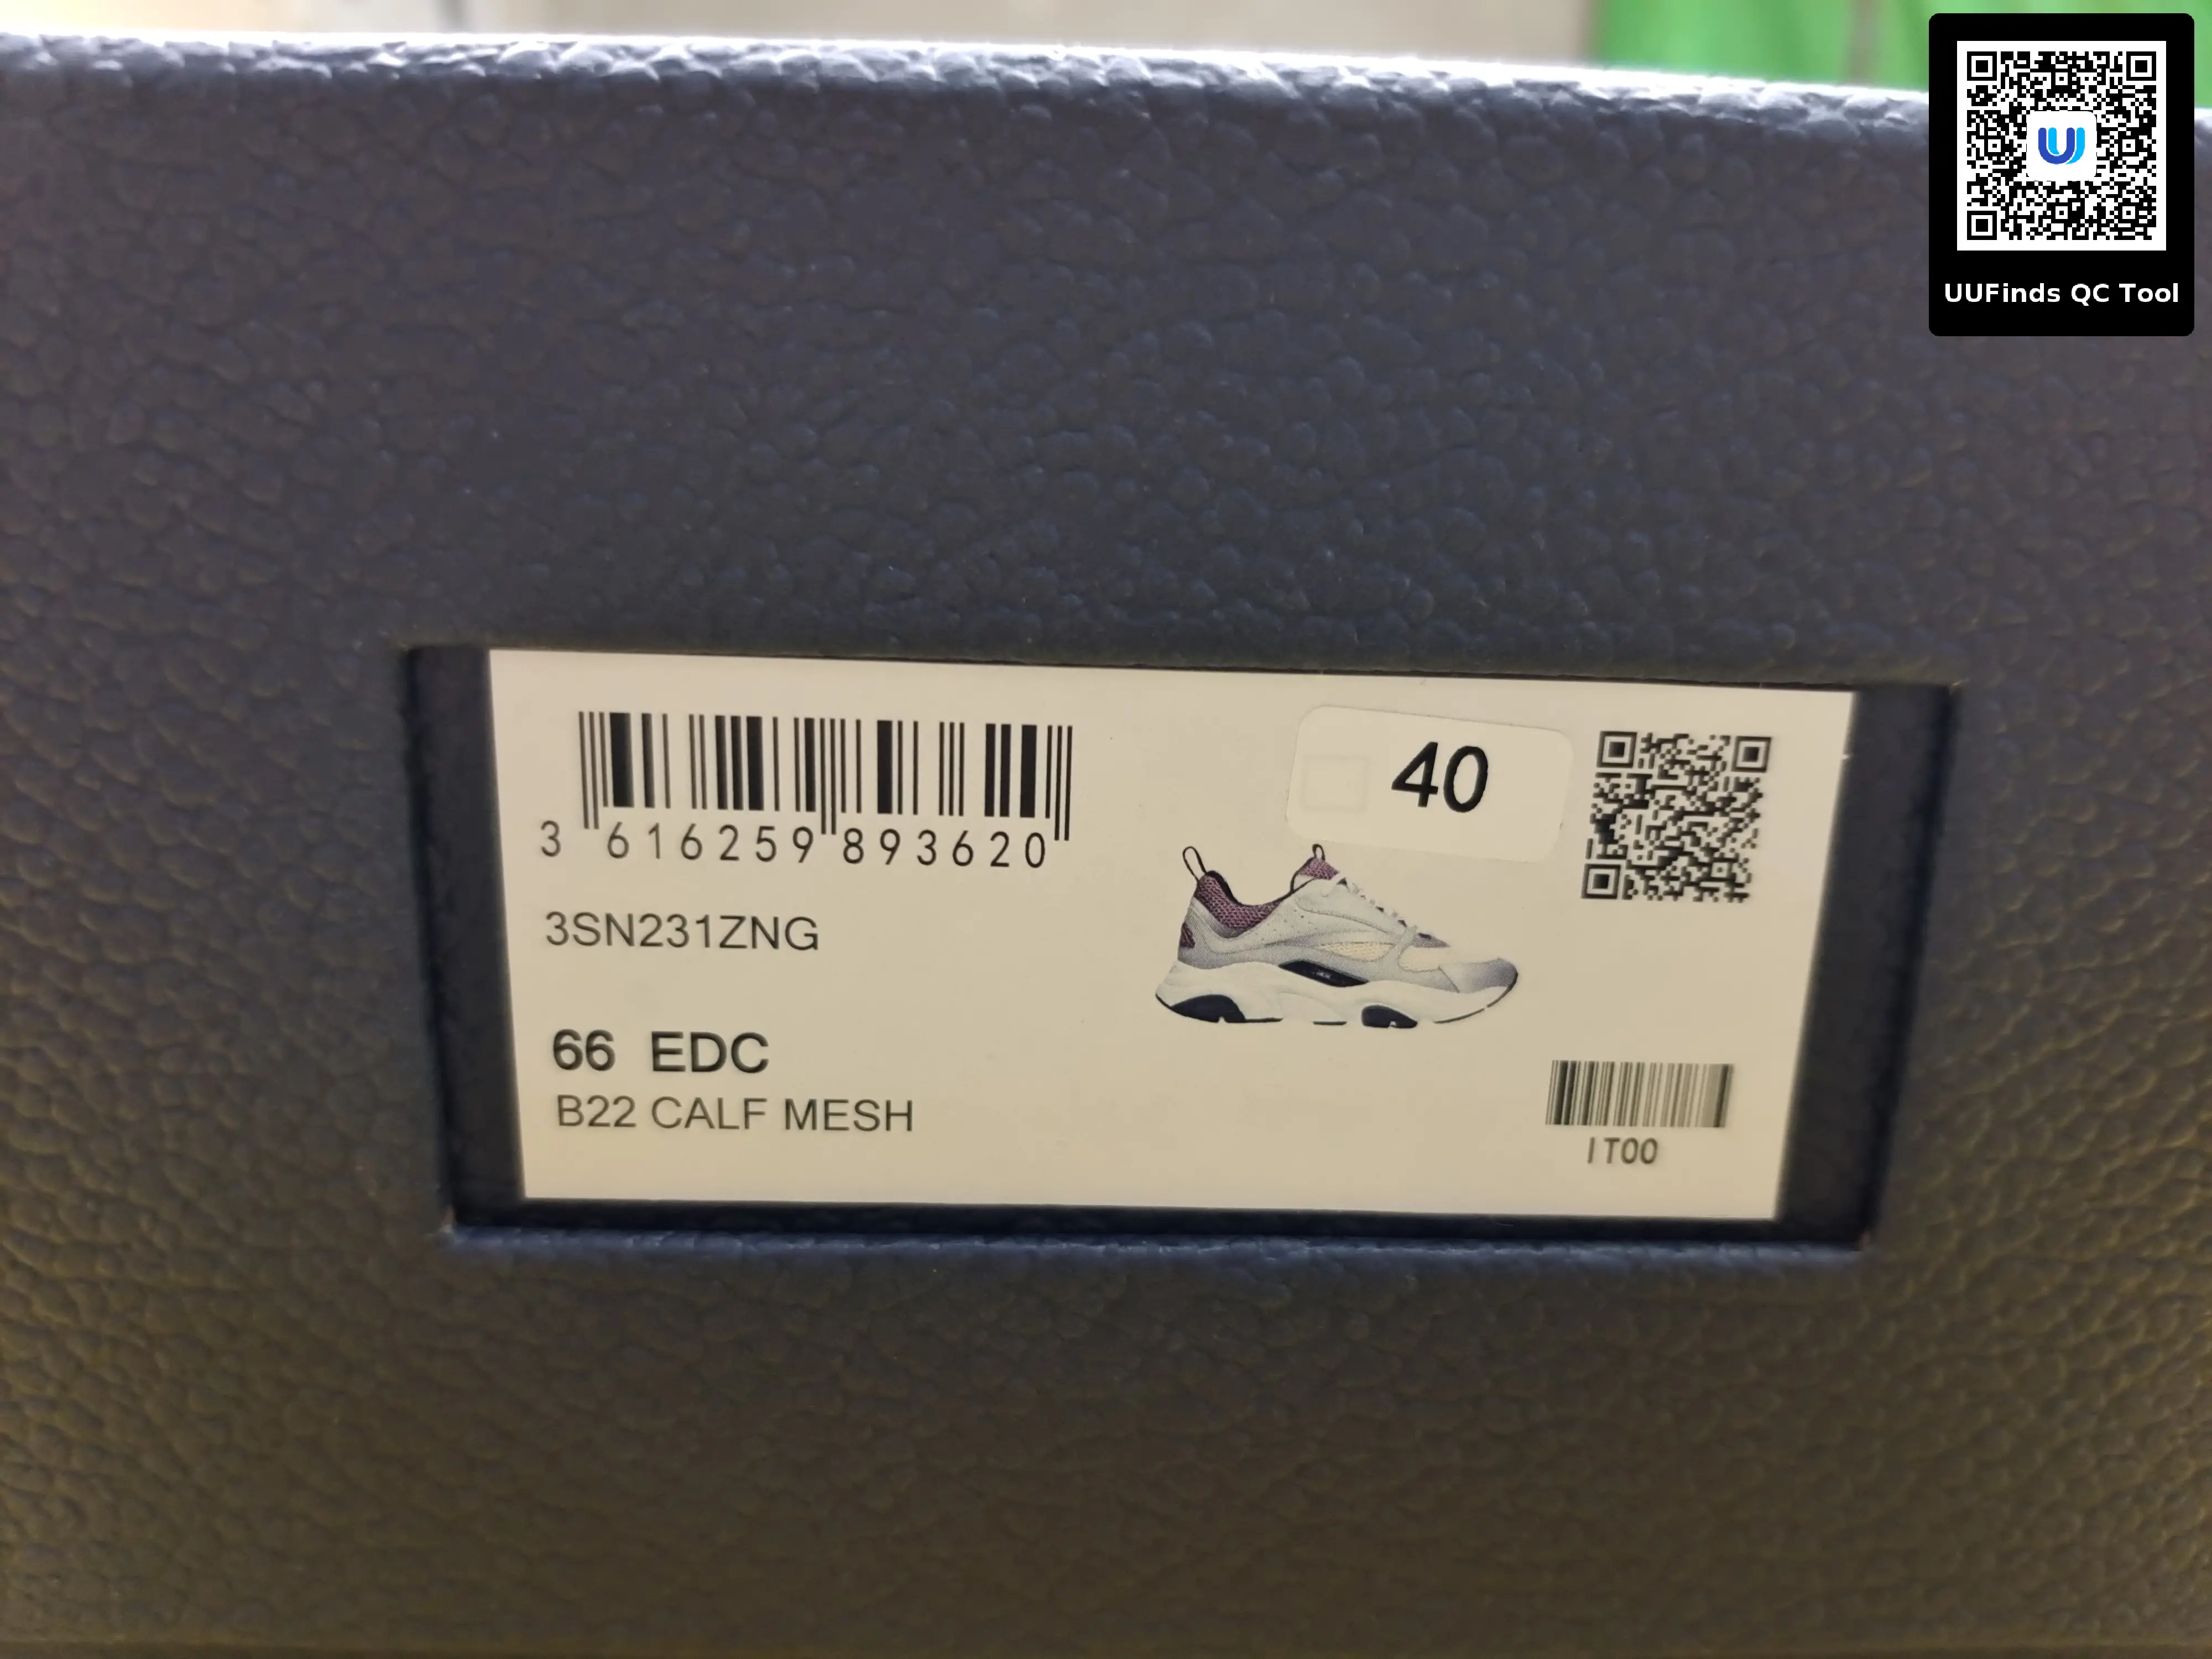 UUFinds QC Tool
40
3 616259 893620
3SN231ZNG
66 EDC
B22 CALF MESH
IT00